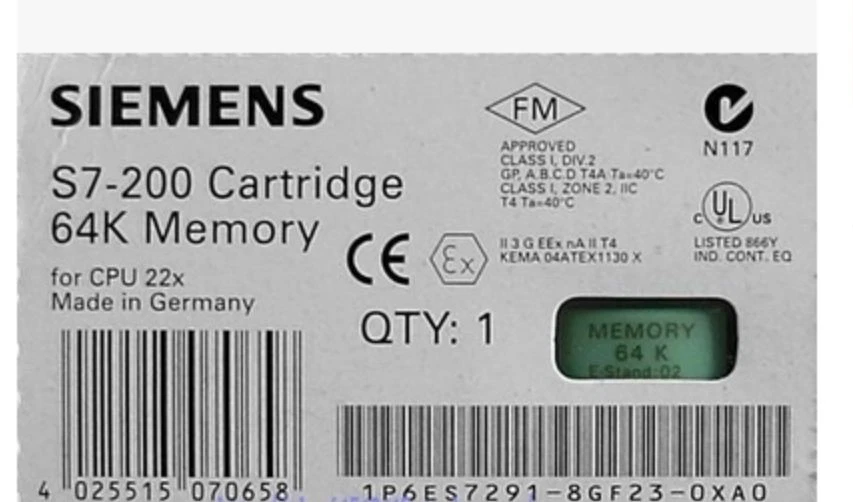 SIEMENS
S7-200 Cartridge
64K Memory
for CPU 22x
Made in Germany
FM
APPROVED
CLASS I, DIV.2
GP, A.B.C.D T4A Ta=40°C
CLASS I, ZONE 2, IIC
T4 Ta=40°C
N117
C UL US
LISTED 866Y
IND. CONT. EQ
CE
Ex
II 3 G EEx nA II T4
KEMA 04ATEX1130 X
QTY: 1
MEMORY
64 K
E-Stand:02
4 025515 070658
1P6ES7291-8GF23-0XA0